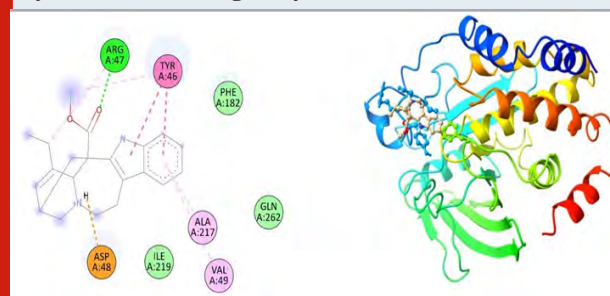 ARG
A:47
TYR
A:46
PHE
A:182
GLN
A:262
ALA
A:217
ASP
A:48
ILE
A:219
VAL
A:49
O
O
N
H
N